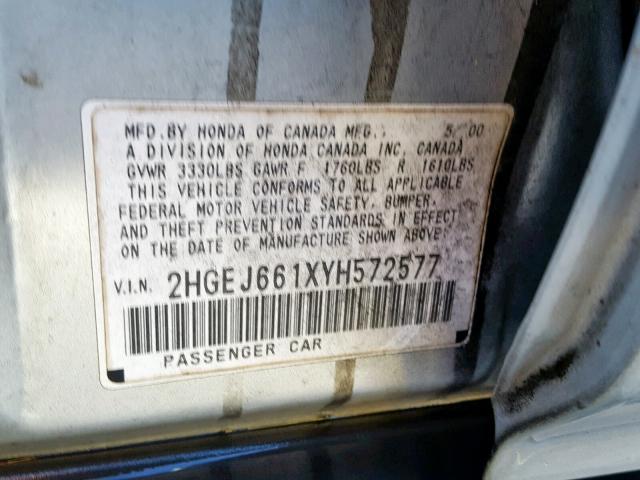 MFD. BY HONDA OF CANADA MFG. 5/00
A DIVISION OF HONDA CANADA INC. CANADA
GVWR 3330LBS GAWR F 1760LBS R 1610LBS
THIS VEHICLE CONFORMS TO ALL APPLICABLE
FEDERAL MOTOR VEHICLE SAFETY, BUMPER,
AND THEFT PREVENTION STANDARDS IN EFFECT
ON THE DATE OF MANUFACTURE SHOWN ABOVE.
V.I.N. 2HGEJ661XYH572577
PASSENGER CAR